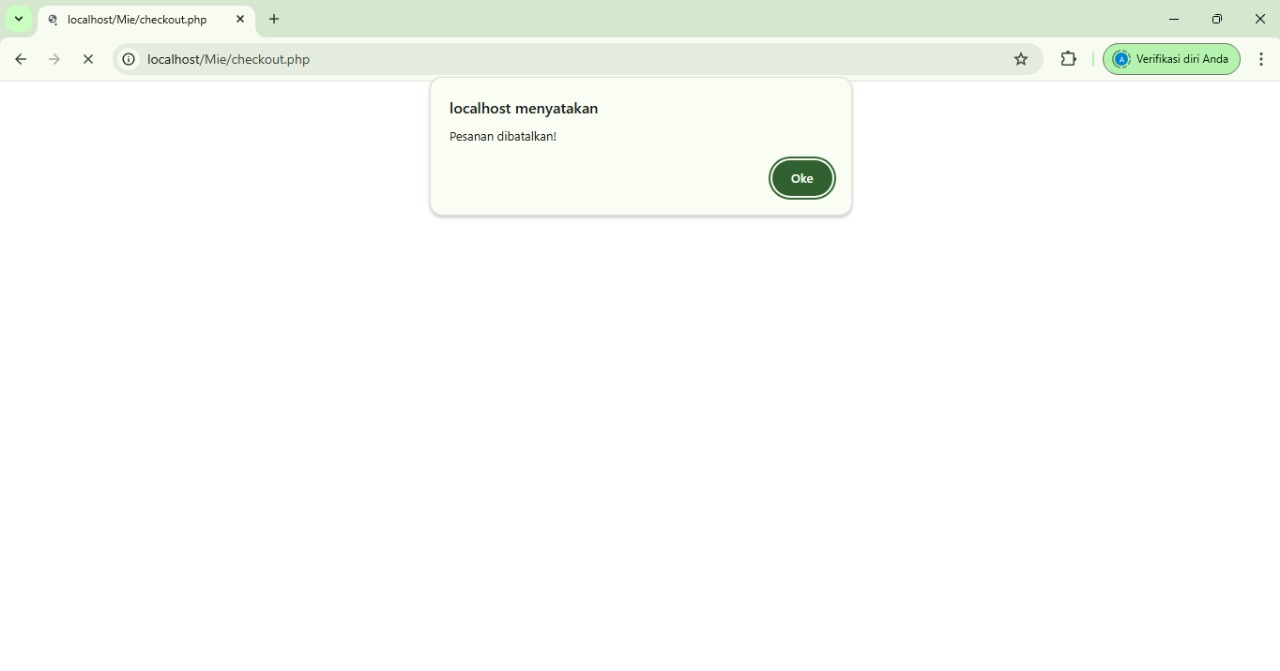 localhost/Mie/checkout.php
localhost/Mie/checkout.php
A
Verifikasi diri Anda
localhost menyatakan
Pesanan dibatalkan!
Oke